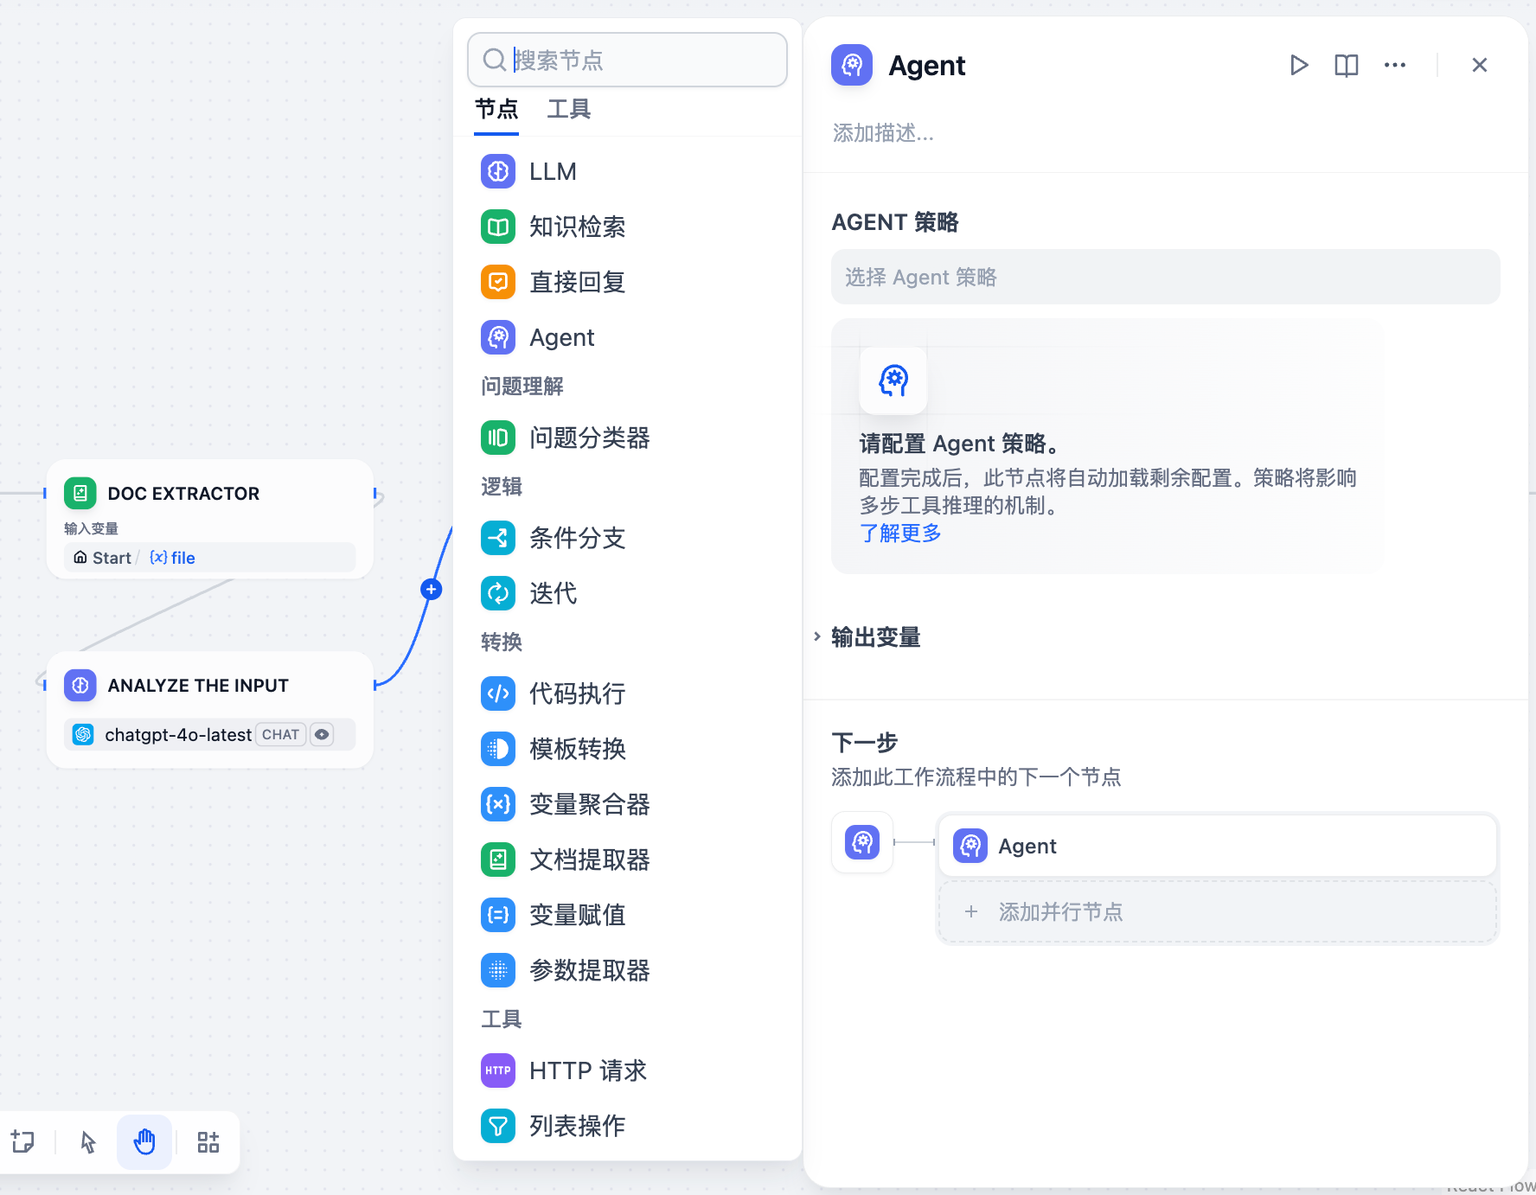 DOC EXTRACTOR
输入变量
Start / {x} file
ANALYZE THE INPUT
chatgpt-4o-latest CHAT
搜索节点
节点 工具
LLM
知识检索
直接回复
Agent
问题理解
问题分类器
逻辑
条件分支
迭代
转换
代码执行
模板转换
变量聚合器
文档提取器
变量赋值
参数提取器
工具
HTTP HTTP 请求
列表操作
Agent
添加描述...
AGENT 策略
选择 Agent 策略
请配置 Agent 策略。
配置完成后，此节点将自动加载剩余配置。策略将影响
多步工具推理的机制。
了解更多
输出变量
下一步
添加此工作流程中的下一个节点
Agent
+ 添加并行节点
React Flow